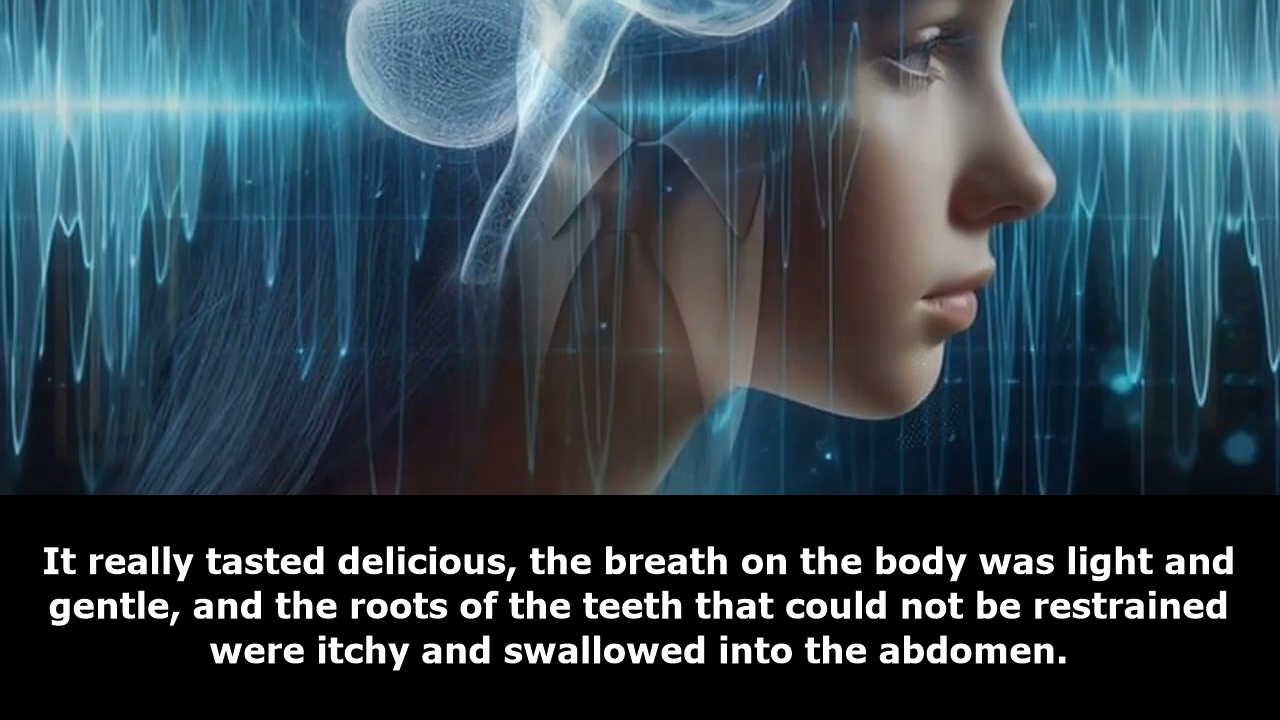 It really tasted delicious, the breath on the body was light and
gentle, and the roots of the teeth that could not be restrained
were itchy and swallowed into the abdomen.